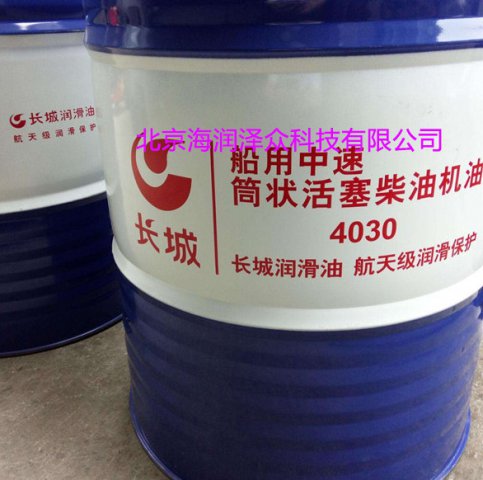 长城润滑油
航天级润滑保护
北京海润泽众科技有限公司
船用中速
筒状活塞柴油机油
4030
长城
长城润滑油 航天级润滑保护